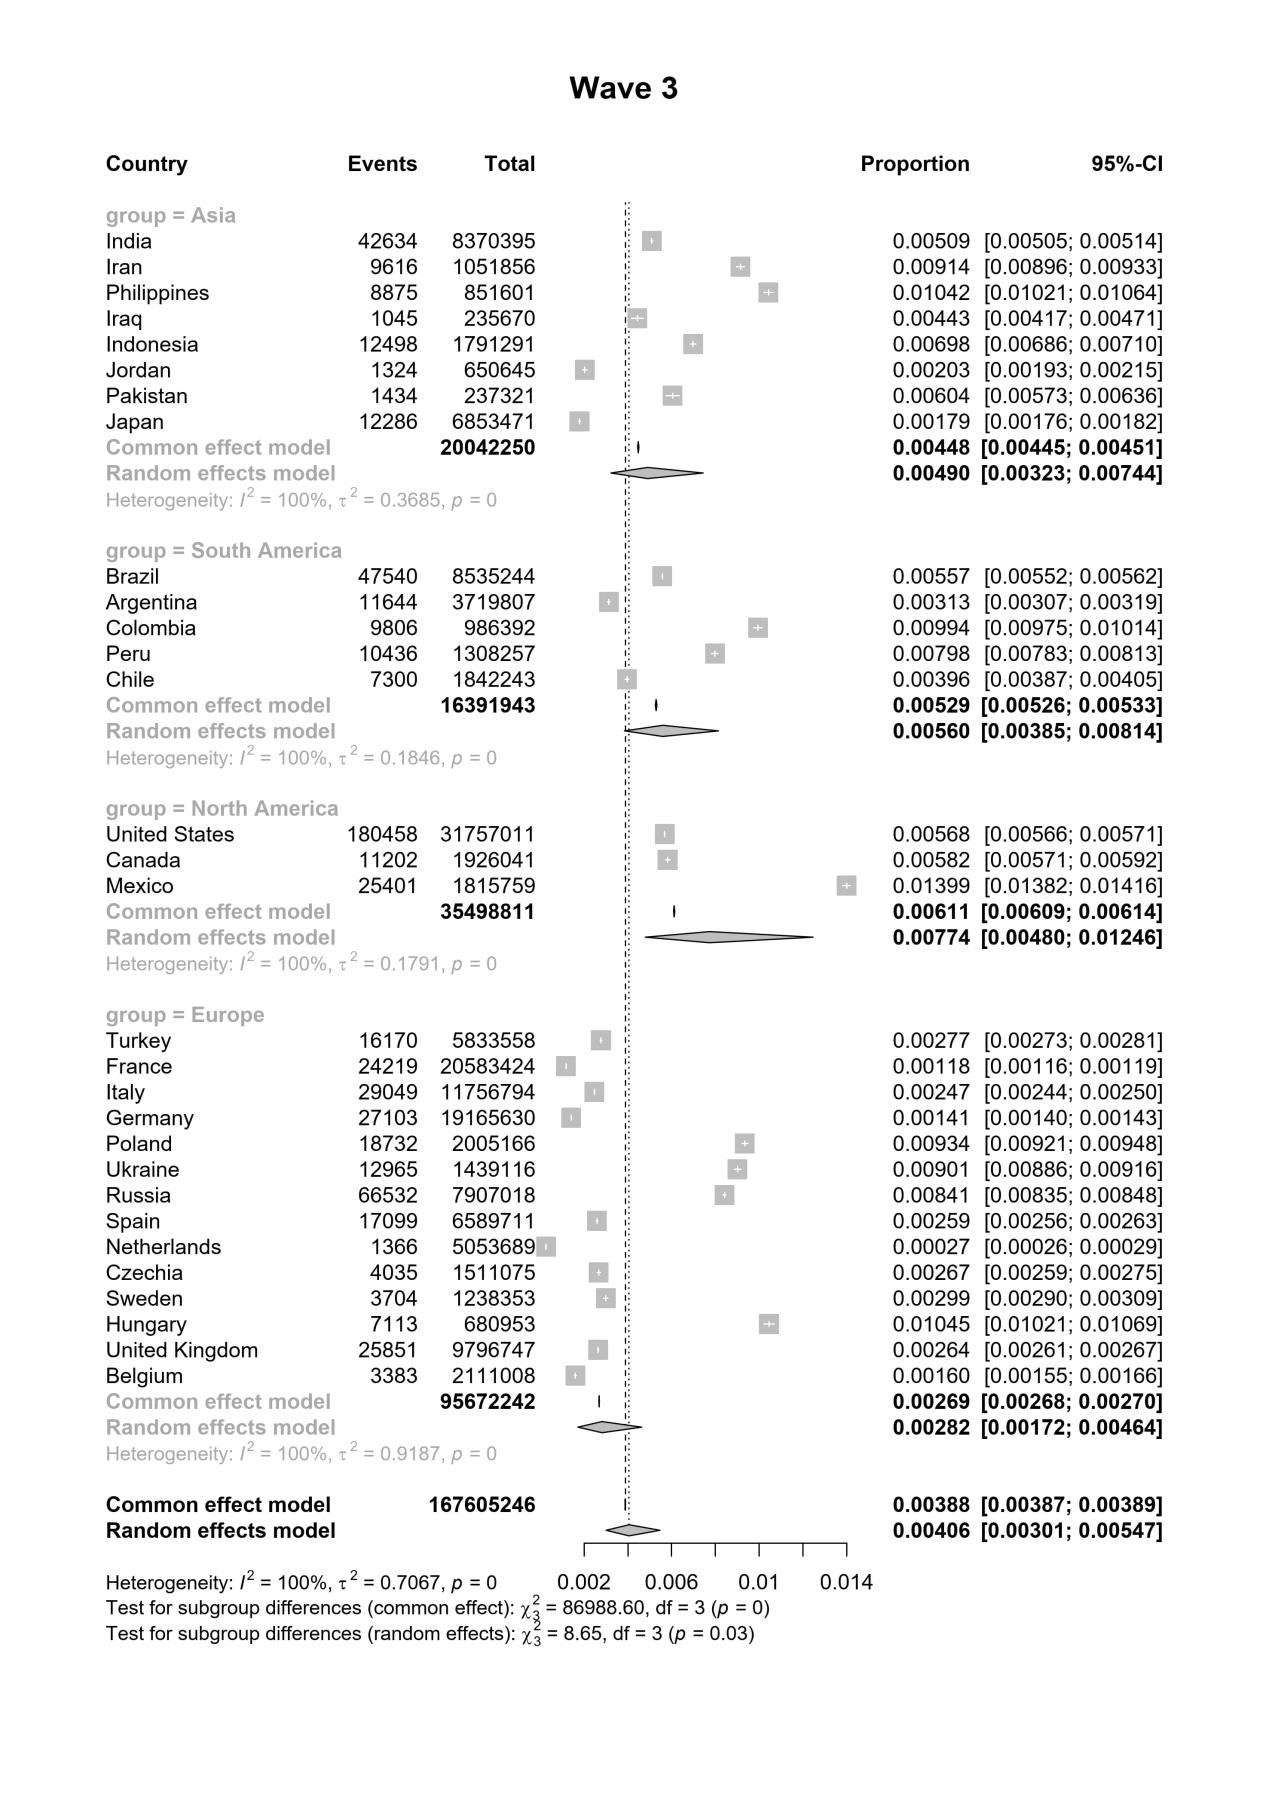 Wave 3
Country Events Total Proportion 95%-CI
group = Asia
India 42634 8370395 0.00509 [0.00505; 0.00514]
Iran 9616 1051856 0.00914 [0.00896; 0.00933]
Philippines 8875 851601 0.01042 [0.01021; 0.01064]
Iraq 1045 235670 0.00443 [0.00417; 0.00471]
Indonesia 12498 1791291 0.00698 [0.00686; 0.00710]
Jordan 1324 650645 0.00203 [0.00193; 0.00215]
Pakistan 1434 237321 0.00604 [0.00573; 0.00636]
Japan 12286 6853471 0.00179 [0.00176; 0.00182]
Common effect model 20042250 0.00448 [0.00445; 0.00451]
Random effects model 0.00490 [0.00323; 0.00744]
Heterogeneity: I² = 100%, τ² = 0.3685, p = 0
group = South America
Brazil 47540 8535244 0.00557 [0.00552; 0.00562]
Argentina 11644 3719807 0.00313 [0.00307; 0.00319]
Colombia 9806 986392 0.00994 [0.00975; 0.01014]
Peru 10436 1308257 0.00798 [0.00783; 0.00813]
Chile 7300 1842243 0.00396 [0.00387; 0.00405]
Common effect model 16391943 0.00529 [0.00526; 0.00533]
Random effects model 0.00560 [0.00385; 0.00814]
Heterogeneity: I² = 100%, τ² = 0.1846, p = 0
group = North America
United States 180458 31757011 0.00568 [0.00566; 0.00571]
Canada 11202 1926041 0.00582 [0.00571; 0.00592]
Mexico 25401 1815759 0.01399 [0.01382; 0.01416]
Common effect model 35498811 0.00611 [0.00609; 0.00614]
Random effects model 0.00774 [0.00480; 0.01246]
Heterogeneity: I² = 100%, τ² = 0.1791, p = 0
group = Europe
Turkey 16170 5833558 0.00277 [0.00273; 0.00281]
France 24219 20583424 0.00118 [0.00116; 0.00119]
Italy 29049 11756794 0.00247 [0.00244; 0.00250]
Germany 27103 19165630 0.00141 [0.00140; 0.00143]
Poland 18732 2005166 0.00934 [0.00921; 0.00948]
Ukraine 12965 1439116 0.00901 [0.00886; 0.00916]
Russia 66532 7907018 0.00841 [0.00835; 0.00848]
Spain 17099 6589711 0.00259 [0.00256; 0.00263]
Netherlands 1366 5053689 0.00027 [0.00026; 0.00029]
Czechia 4035 1511075 0.00267 [0.00259; 0.00275]
Sweden 3704 1238353 0.00299 [0.00290; 0.00309]
Hungary 7113 680953 0.01045 [0.01021; 0.01069]
United Kingdom 25851 9796747 0.00264 [0.00261; 0.00267]
Belgium 3383 2111008 0.00160 [0.00155; 0.00166]
Common effect model 95672242 0.00269 [0.00268; 0.00270]
Random effects model 0.00282 [0.00172; 0.00464]
Heterogeneity: I² = 100%, τ² = 0.9187, p = 0
Common effect model 167605246 0.00388 [0.00387; 0.00389]
Random effects model 0.00406 [0.00301; 0.00547]
Heterogeneity: I² = 100%, τ² = 0.7067, p = 0 0.002 0.006 0.01 0.014
Test for subgroup differences (common effect): χ²₃ = 86988.60, df = 3 (p = 0)
Test for subgroup differences (random effects): χ²₃ = 8.65, df = 3 (p = 0.03)